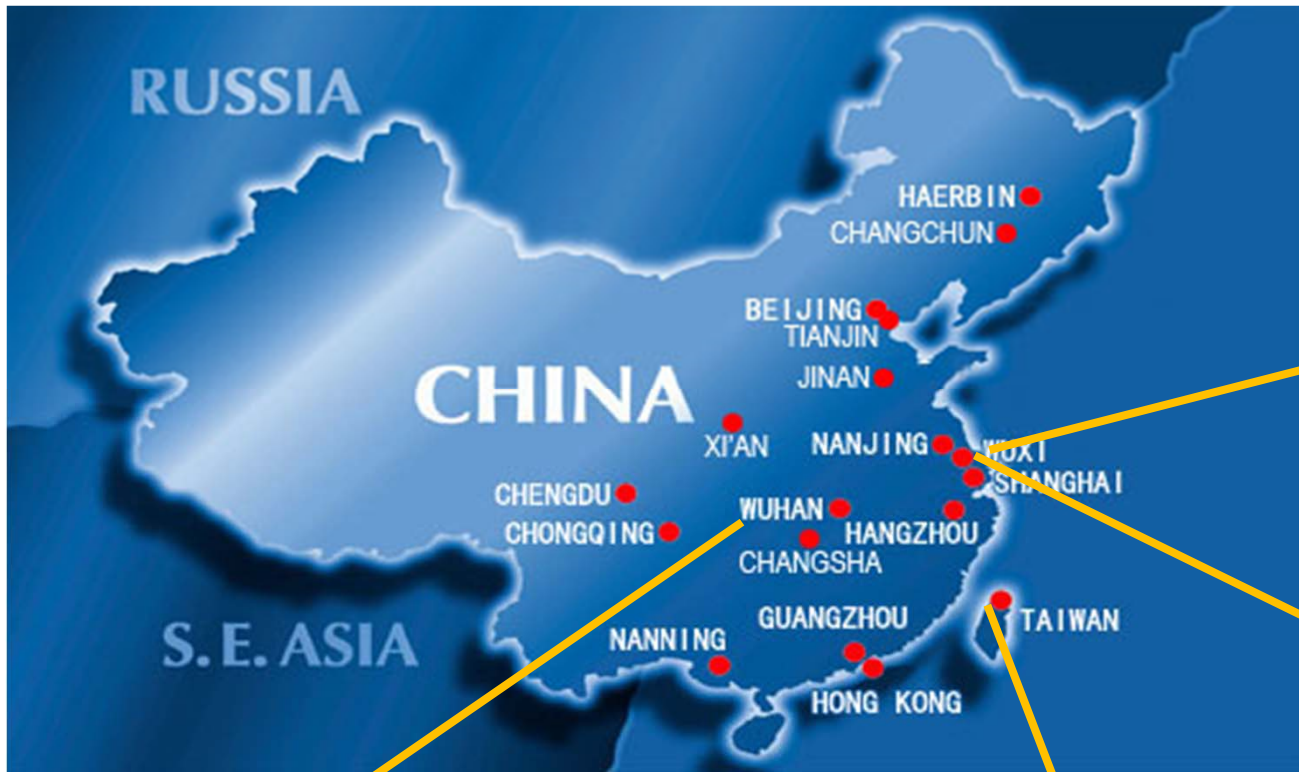 RUSSIA
HAERBIN
CHANGCHUN
BEIJING
TIANJIN
JINAN
CHINA
XI'AN
NANJING
WUXI
SHANGHAI
CHENGDU
WUHAN
CHONGQING
HANGZHOU
CHANGSHA
GUANGZHOU
TAIWAN
NANNING
S.E. ASIA
HONG KONG